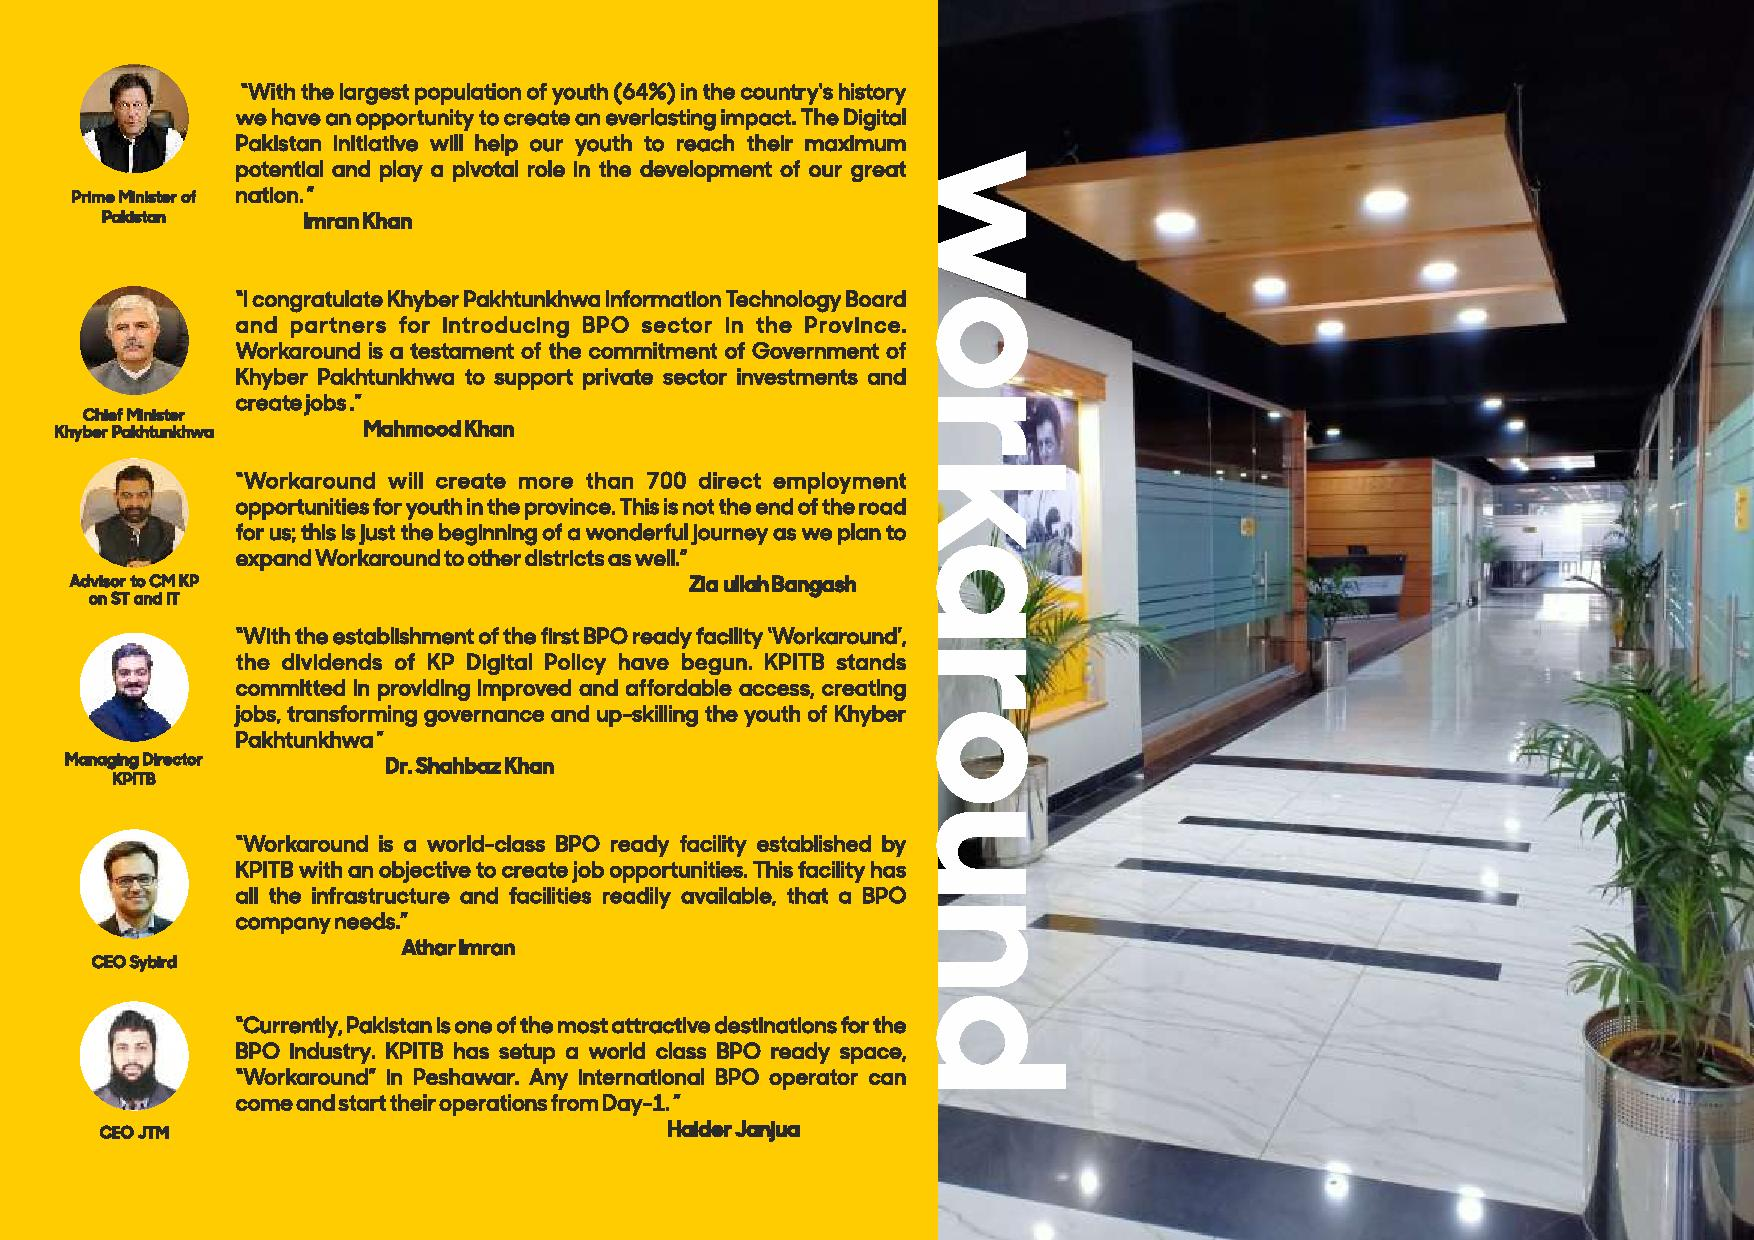 “With the largest population of youth (64%) in the country's history
we have an opportunity to create an everlasting impact. The Digital
Pakistan Initiative will help our youth to reach their maximum
potential and play a pivotal role in the development of our great
nation.”
Imran Khan
Prime Minister of
Pakistan
“I congratulate Khyber Pakhtunkhwa Information Technology Board
and partners for introducing BPO sector in the Province.
Workaround is a testament of the commitment of Government of
Khyber Pakhtunkhwa to support private sector investments and
create jobs.”
Mahmood Khan
Chief Minister
Khyber Pakhtunkhwa
“Workaround will create more than 700 direct employment
opportunities for youth in the province. This is not the end of the road
for us; this is just the beginning of a wonderful journey as we plan to
expand Workaround to other districts as well.”
Zia ullah Bangash
Advisor to CM KP
on ST and IT
“With the establishment of the first BPO ready facility ‘Workaround’,
the dividends of KP Digital Policy have begun. KPITB stands
committed in providing improved and affordable access, creating
jobs, transforming governance and up-skilling the youth of Khyber
Pakhtunkhwa”
Dr. Shahbaz Khan
Managing Director
KPITB
“Workaround is a world-class BPO ready facility established by
KPITB with an objective to create job opportunities. This facility has
all the infrastructure and facilities readily available, that a BPO
company needs.”
Athar Imran
CEO Sybird
“Currently, Pakistan is one of the most attractive destinations for the
BPO Industry. KPITB has setup a world class BPO ready space,
“Workaround” in Peshawar. Any international BPO operator can
come and start their operations from Day-1.”
Haider Janjua
CEO JTM
workaround